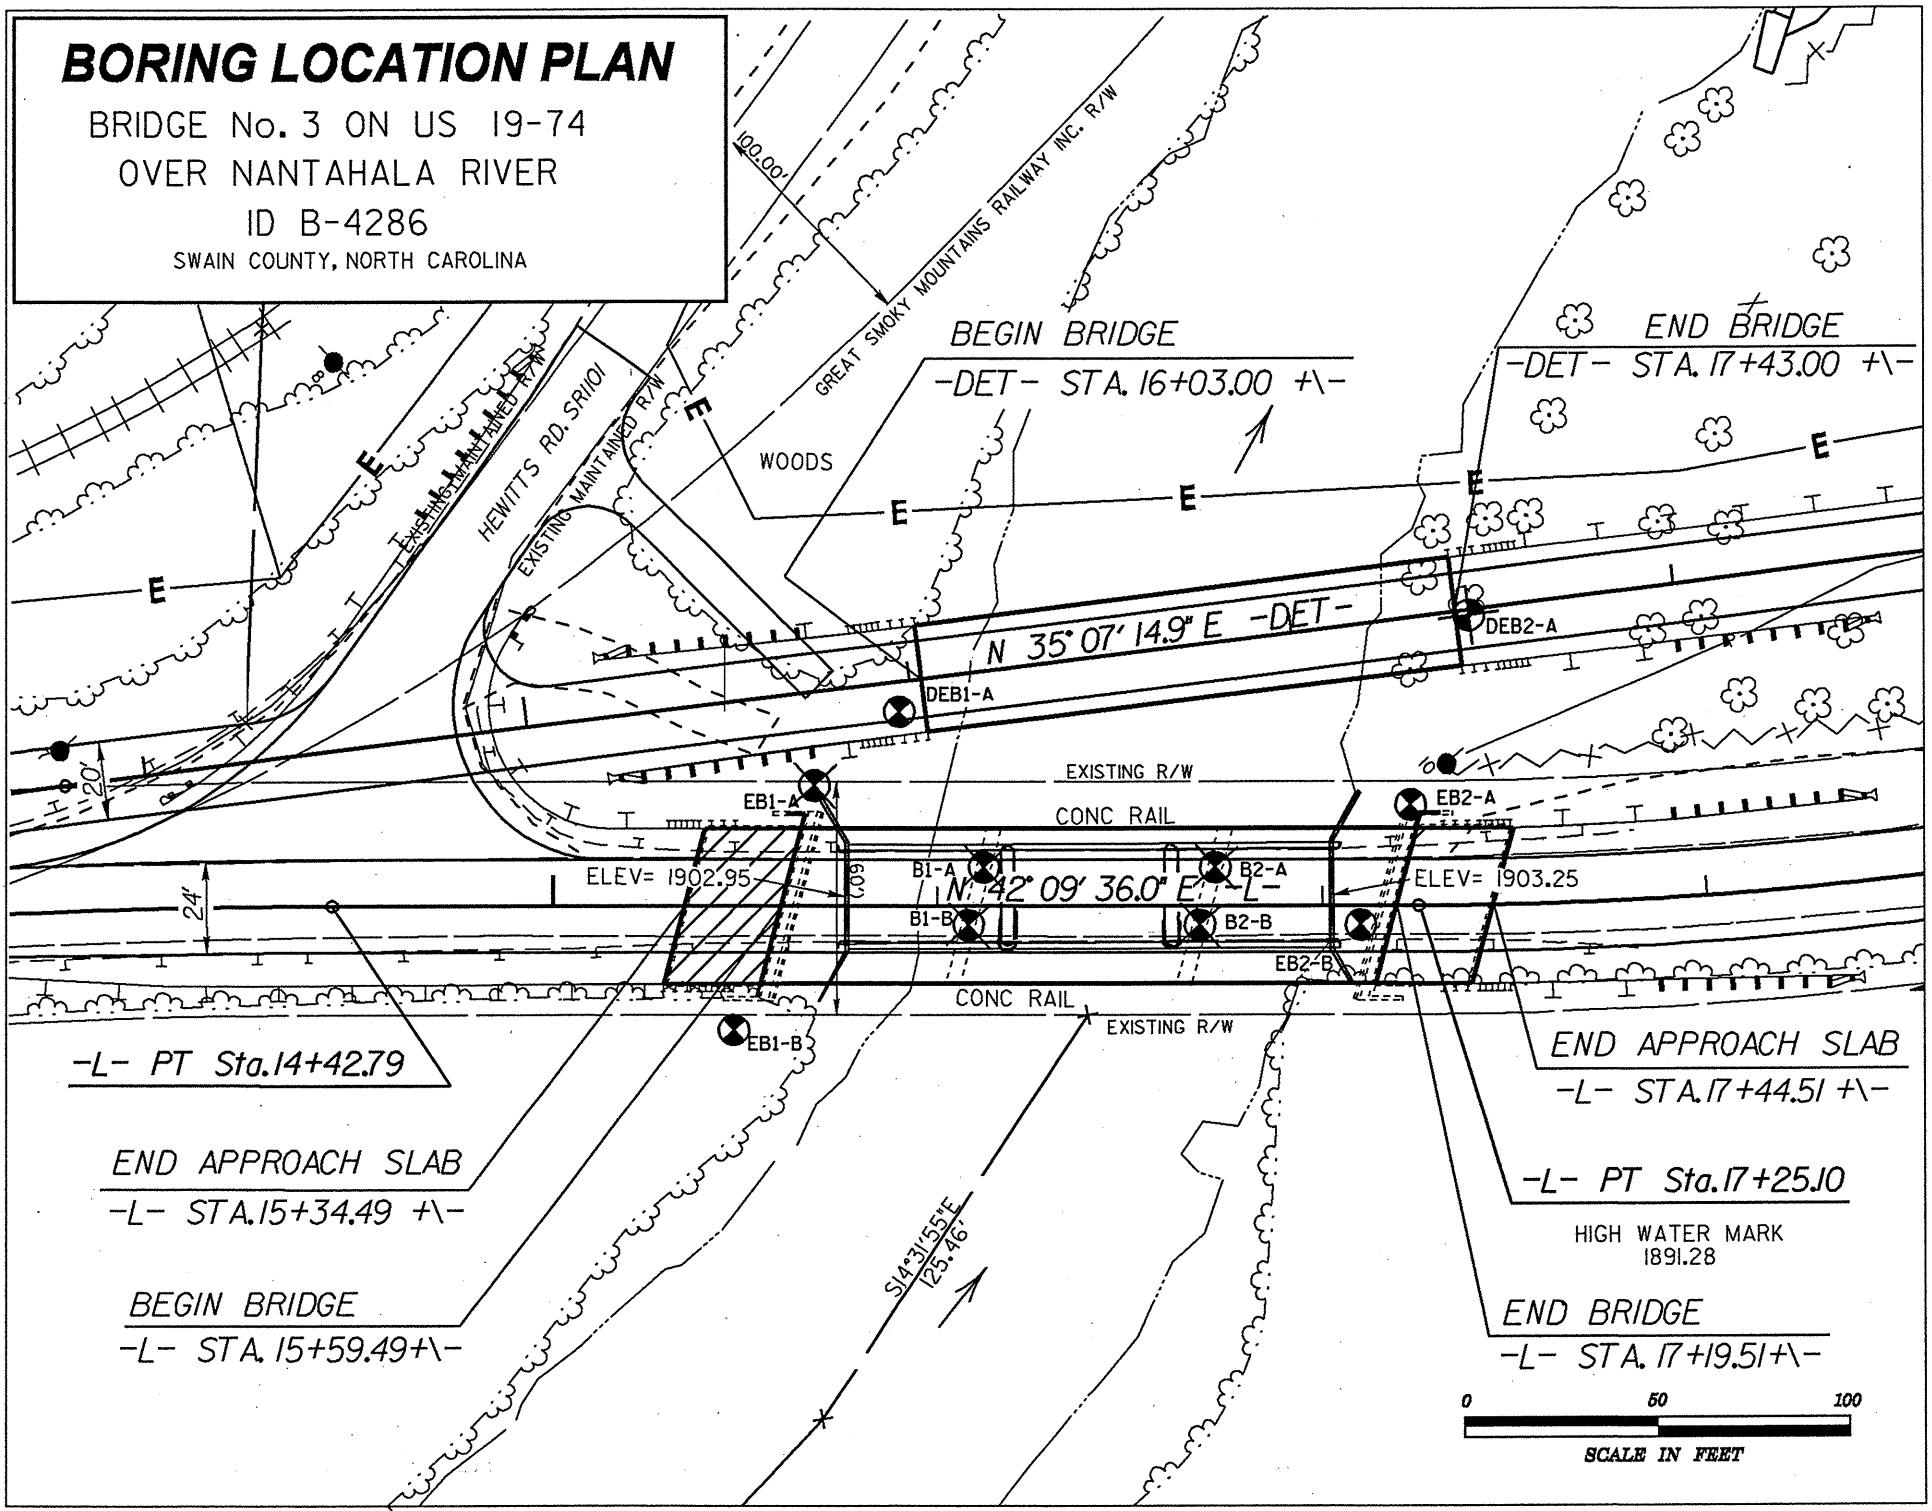 BORING LOCATION PLAN
BRIDGE No. 3 ON US 19-74
OVER NANTAHALA RIVER
ID B-4286
SWAIN COUNTY, NORTH CAROLINA
100.00'
GREAT SMOKY MOUNTAINS RAILWAY INC. R/W
BEGIN BRIDGE
-DET- STA. 16+03.00 +\-
END BRIDGE
-DET- STA. 17+43.00 +\-
EXISTING MAINTAINED R/W
HEWITTS RD. SR1101
EXISTING MAINTAINED R/W
WOODS
E
E
E
E
E
E
E
N 35° 07' 14.9" E -DET-
DEB2-A
DEB1-A
20'
EXISTING R/W
EB1-A
EB2-A
CONC RAIL
B1-A
B2-A
ELEV= 1902.95
60'
N 42° 09' 36.0" E -L-
ELEV= 1903.25
24'
B1-B
B2-B
EB2-B
CONC RAIL
EXISTING R/W
EB1-B
-L- PT Sta.14+42.79
END APPROACH SLAB
-L- STA.17+44.51 +\-
END APPROACH SLAB
-L- STA.15+34.49 +\-
-L- PT Sta.17+25.10
HIGH WATER MARK
1891.28
S14°31'55"E
125.46'
BEGIN BRIDGE
-L- STA. 15+59.49+\-
END BRIDGE
-L- STA. 17+19.51+\-
0 50 100
SCALE IN FEET